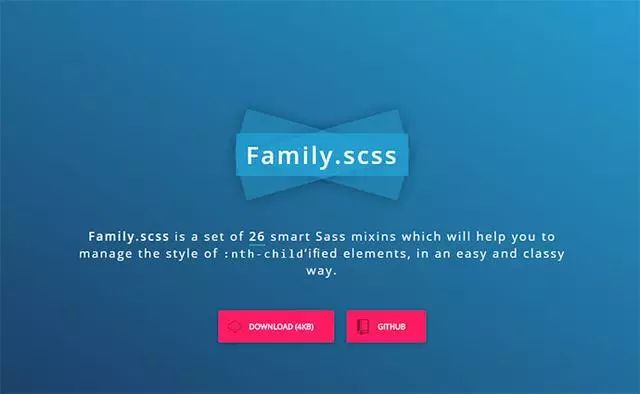 Family.scss
Family.scss is a set of 26 smart Sass mixins which will help you to
manage the style of :nth-child'ified elements, in an easy and classy
way.
DOWNLOAD (4KB)
GITHUB